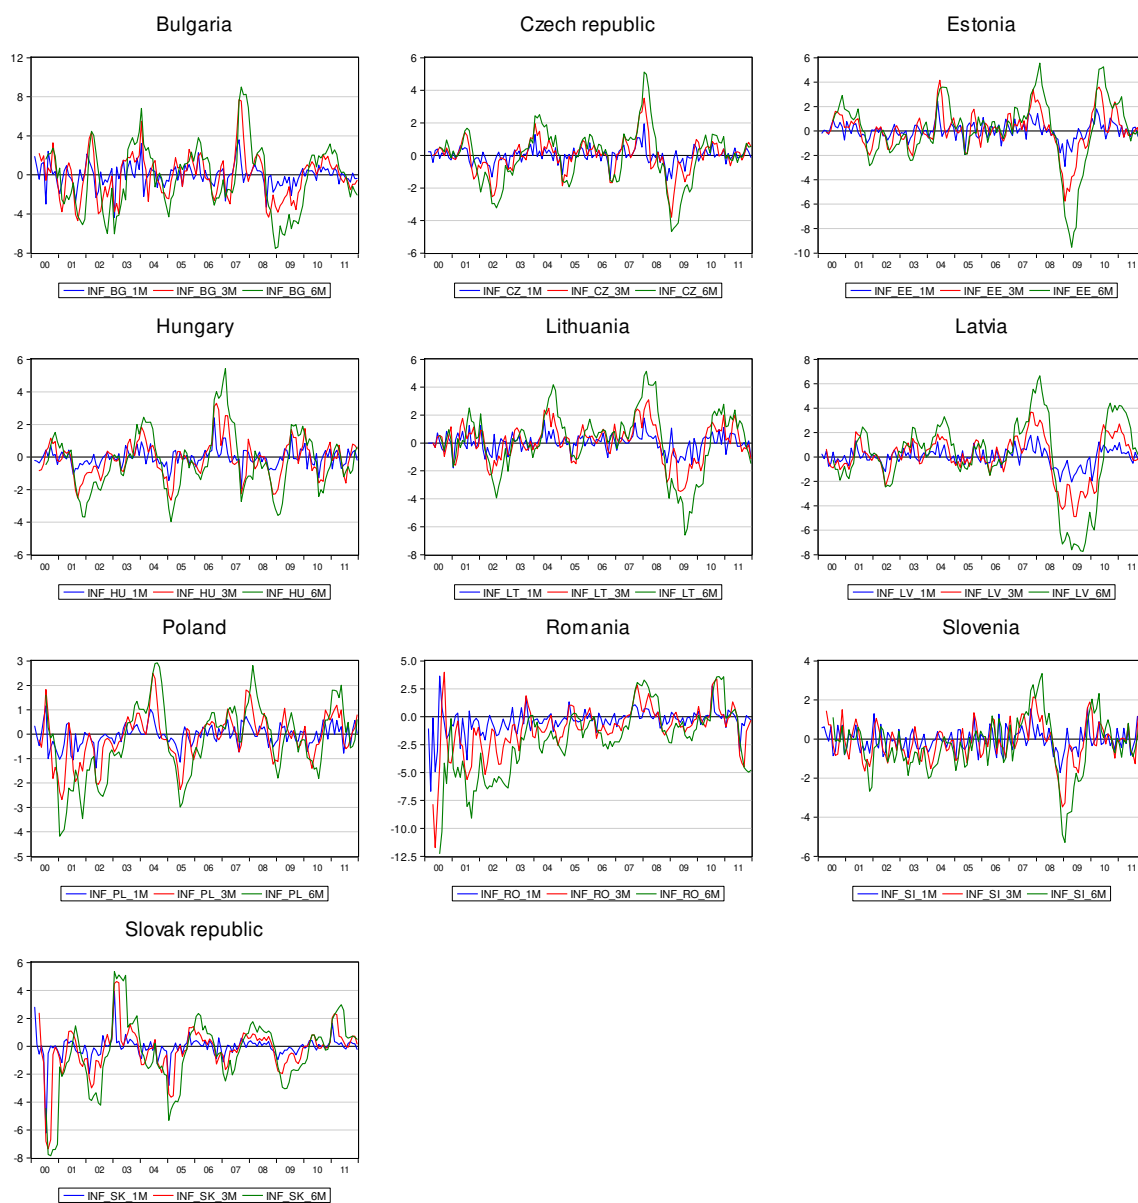 Bulgaria
12
8
4
0
-4
-8
00 01 02 03 04 05 06 07 08 09 10 11
INF_BG_1M INF_BG_3M INF_BG_6M
Czech republic
6
4
2
0
-2
-4
-6
00 01 02 03 04 05 06 07 08 09 10 11
INF_CZ_1M INF_CZ_3M INF_CZ_6M
Estonia
6
4
2
0
-2
-4
-6
-8
-10
00 01 02 03 04 05 06 07 08 09 10 11
INF_EE_1M INF_EE_3M INF_EE_6M
Hungary
6
4
2
0
-2
-4
-6
00 01 02 03 04 05 06 07 08 09 10 11
INF_HU_1M INF_HU_3M INF_HU_6M
Lithuania
6
4
2
0
-2
-4
-6
-8
00 01 02 03 04 05 06 07 08 09 10 11
INF_LT_1M INF_LT_3M INF_LT_6M
Latvia
8
6
4
2
0
-2
-4
-6
-8
00 01 02 03 04 05 06 07 08 09 10 11
INF_LV_1M INF_LV_3M INF_LV_6M
Poland
3
2
1
0
-1
-2
-3
-4
-5
00 01 02 03 04 05 06 07 08 09 10 11
INF_PL_1M INF_PL_3M INF_PL_6M
Romania
5.0
2.5
0.0
-2.5
-5.0
-7.5
-10.0
-12.5
00 01 02 03 04 05 06 07 08 09 10 11
INF_RO_1M INF_RO_3M INF_RO_6M
Slovenia
4
2
0
-2
-4
-6
00 01 02 03 04 05 06 07 08 09 10 11
INF_SI_1M INF_SI_3M INF_SI_6M
Slovak republic
6
4
2
0
-2
-4
-6
-8
00 01 02 03 04 05 06 07 08 09 10 11
INF_SK_1M INF_SK_3M INF_SK_6M